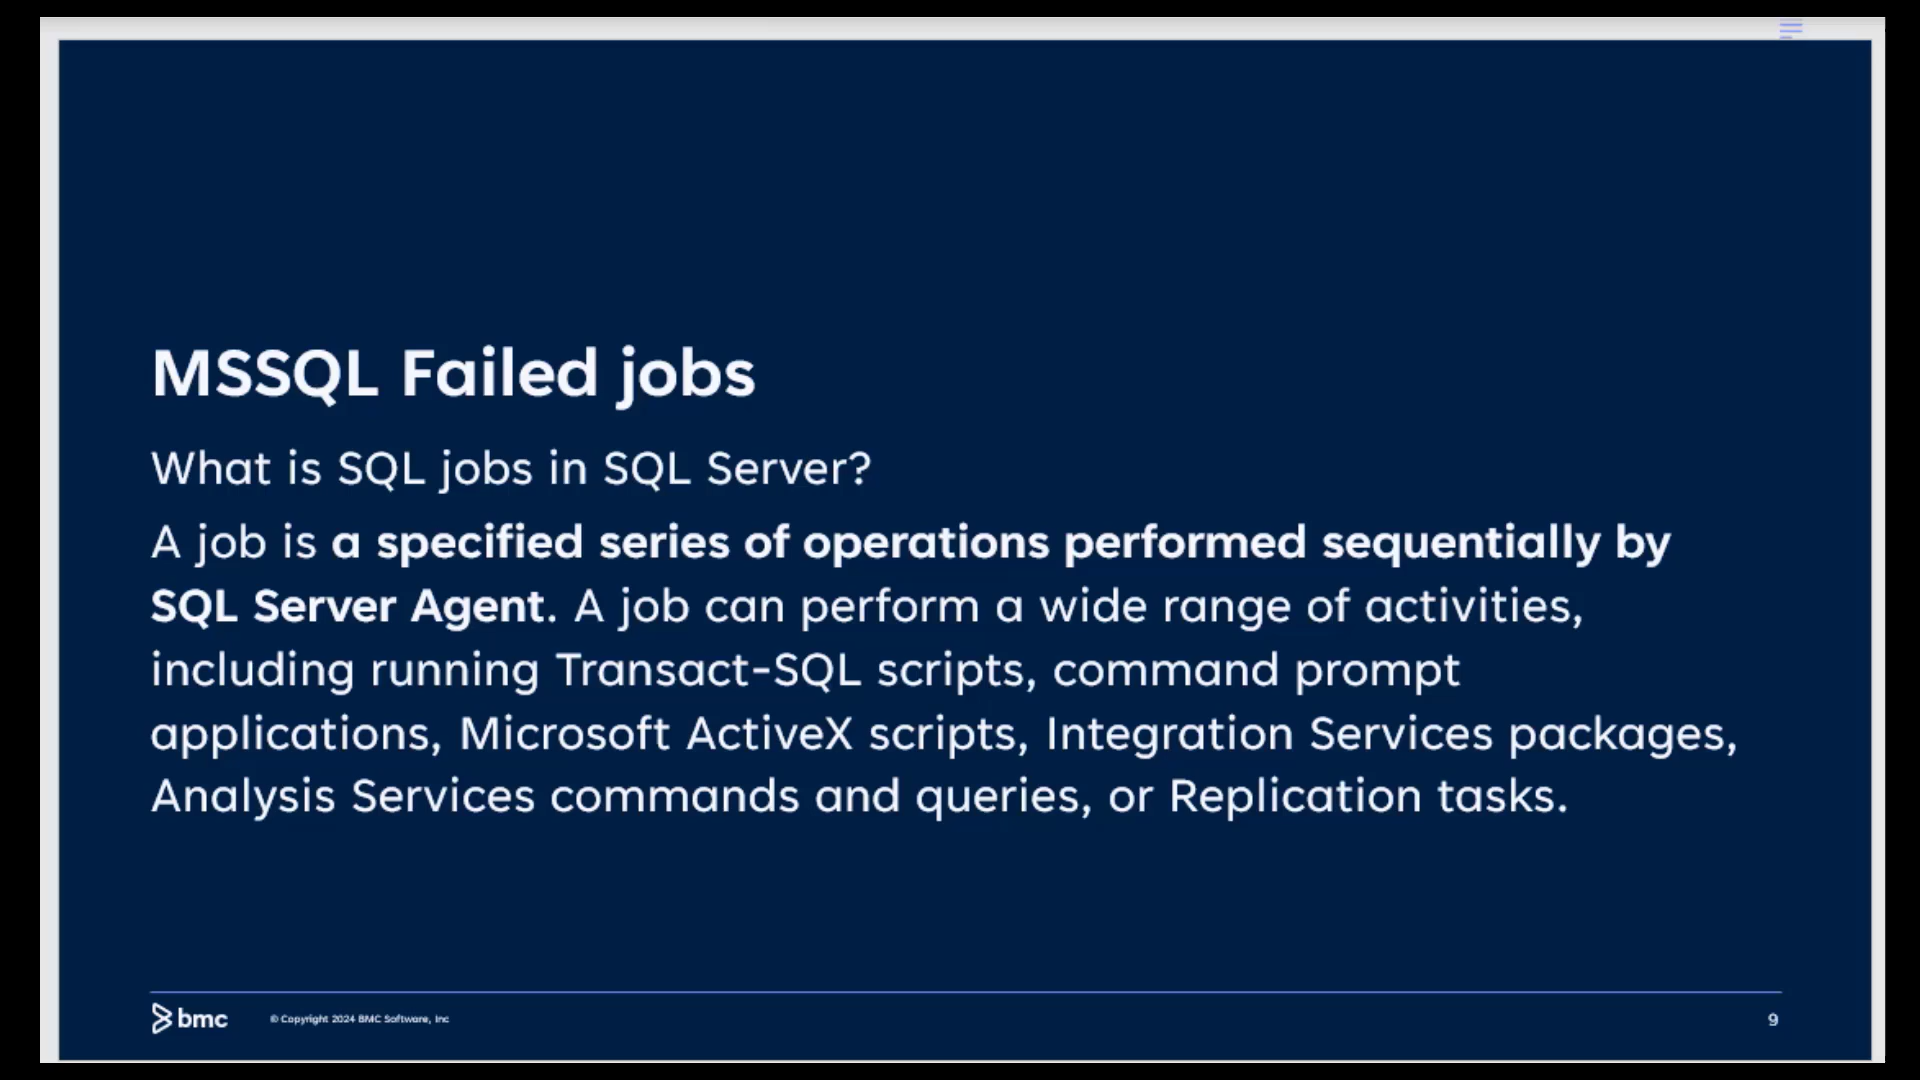 MSSQL Failed jobs
What is SQL jobs in SQL Server?
A job is a specified series of operations performed sequentially by
SQL Server Agent. A job can perform a wide range of activities,
including running Transact-SQL scripts, command prompt
applications, Microsoft ActiveX scripts, Integration Services packages,
Analysis Services commands and queries, or Replication tasks.
bmc
© Copyright 2024 BMC Software, Inc
9